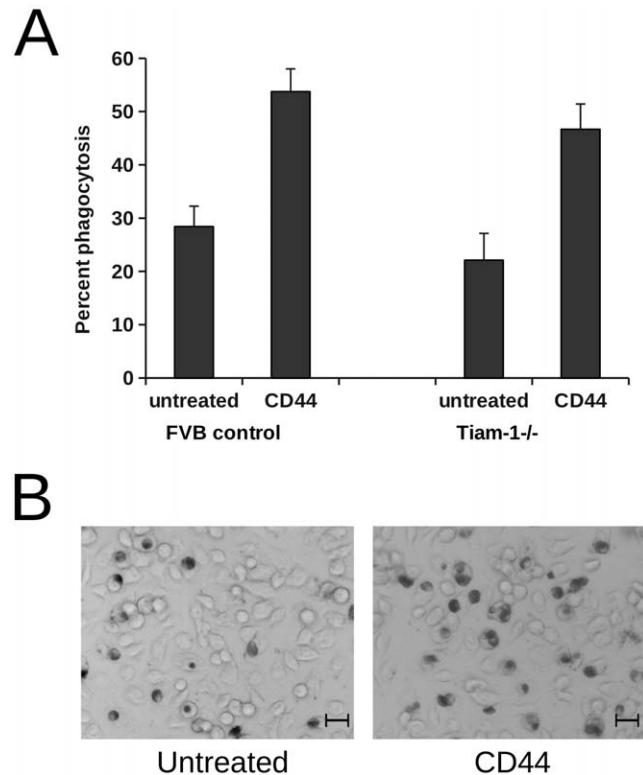 A
Percent phagocytosis
60
50
40
30
20
10
0
untreated CD44 untreated CD44
FVB control Tiam-1-/-
B
Untreated CD44